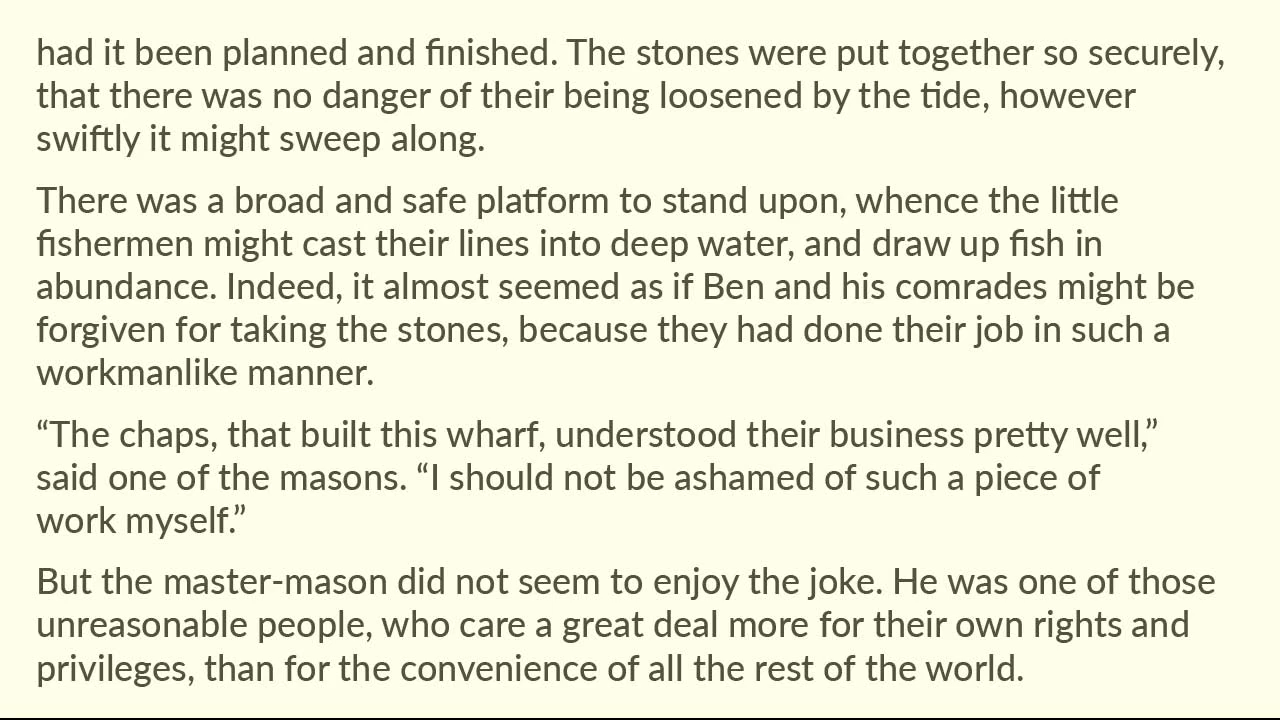 had it been planned and finished. The stones were put together so securely,
that there was no danger of their being loosened by the tide, however
swiftly it might sweep along.
There was a broad and safe platform to stand upon, whence the little
fishermen might cast their lines into deep water, and draw up fish in
abundance. Indeed, it almost seemed as if Ben and his comrades might be
forgiven for taking the stones, because they had done their job in such a
workmanlike manner.
“The chaps, that built this wharf, understood their business pretty well,”
said one of the masons. “I should not be ashamed of such a piece of
work myself.”
But the master-mason did not seem to enjoy the joke. He was one of those
unreasonable people, who care a great deal more for their own rights and
privileges, than for the convenience of all the rest of the world.